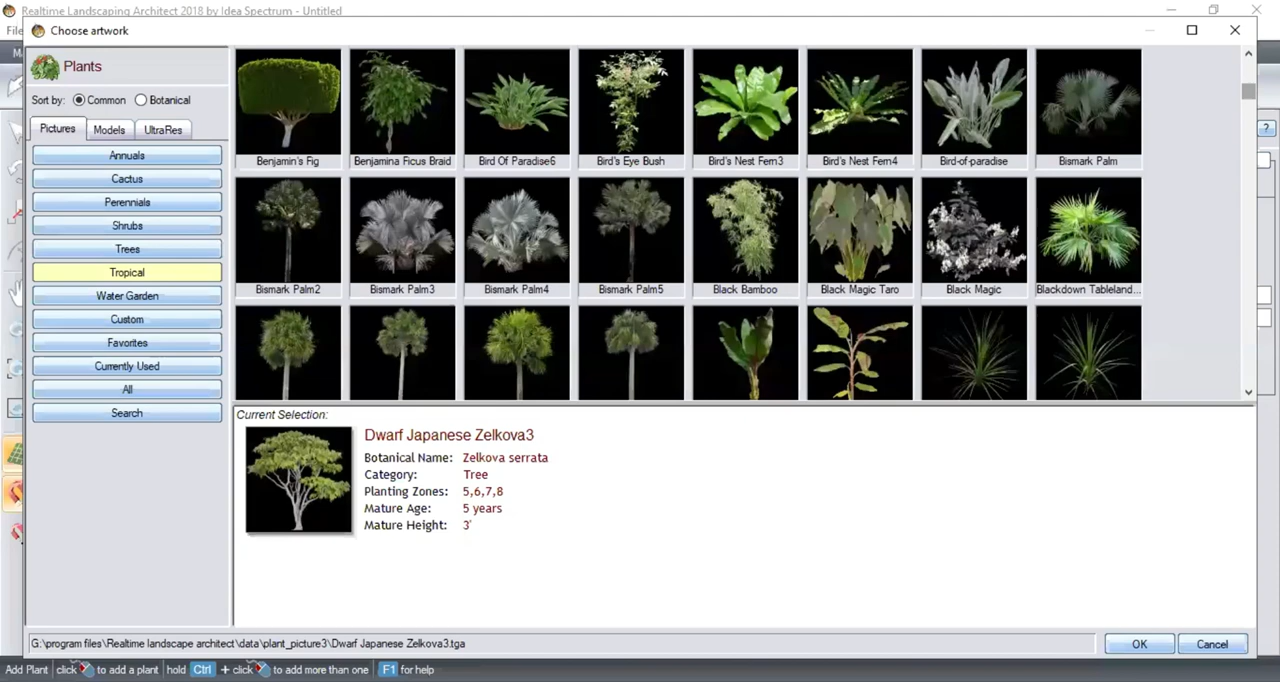 Realtime Landscaping Architect 2018 by Idea Spectrum - Untitled
File
Choose artwork
Plants
Sort by: Common Botanical
Pictures Models UltraRes
Annuals
Cactus
Perennials
Shrubs
Trees
Tropical
Water Garden
Custom
Favorites
Currently Used
All
Search
Benjamin's Fig Benjamina Ficus Braid Bird Of Paradise6 Bird's Eye Bush Bird's Nest Fern3 Bird's Nest Fern4 Bird-of-paradise Bismark Palm
Bismark Palm2 Bismark Palm3 Bismark Palm4 Bismark Palm5 Black Bamboo Black Magic Taro Black Magic Blackdown Tableland...
Current Selection:
Dwarf Japanese Zelkova3
Botanical Name: Zelkova serrata
Category: Tree
Planting Zones: 5,6,7,8
Mature Age: 5 years
Mature Height: 3'
G:\program files\Realtime landscape architect\data\plant_picture3\Dwarf Japanese Zelkova3.tga
OK Cancel
Add Plant click to add a plant hold Ctrl + click to add more than one F1 for help
?